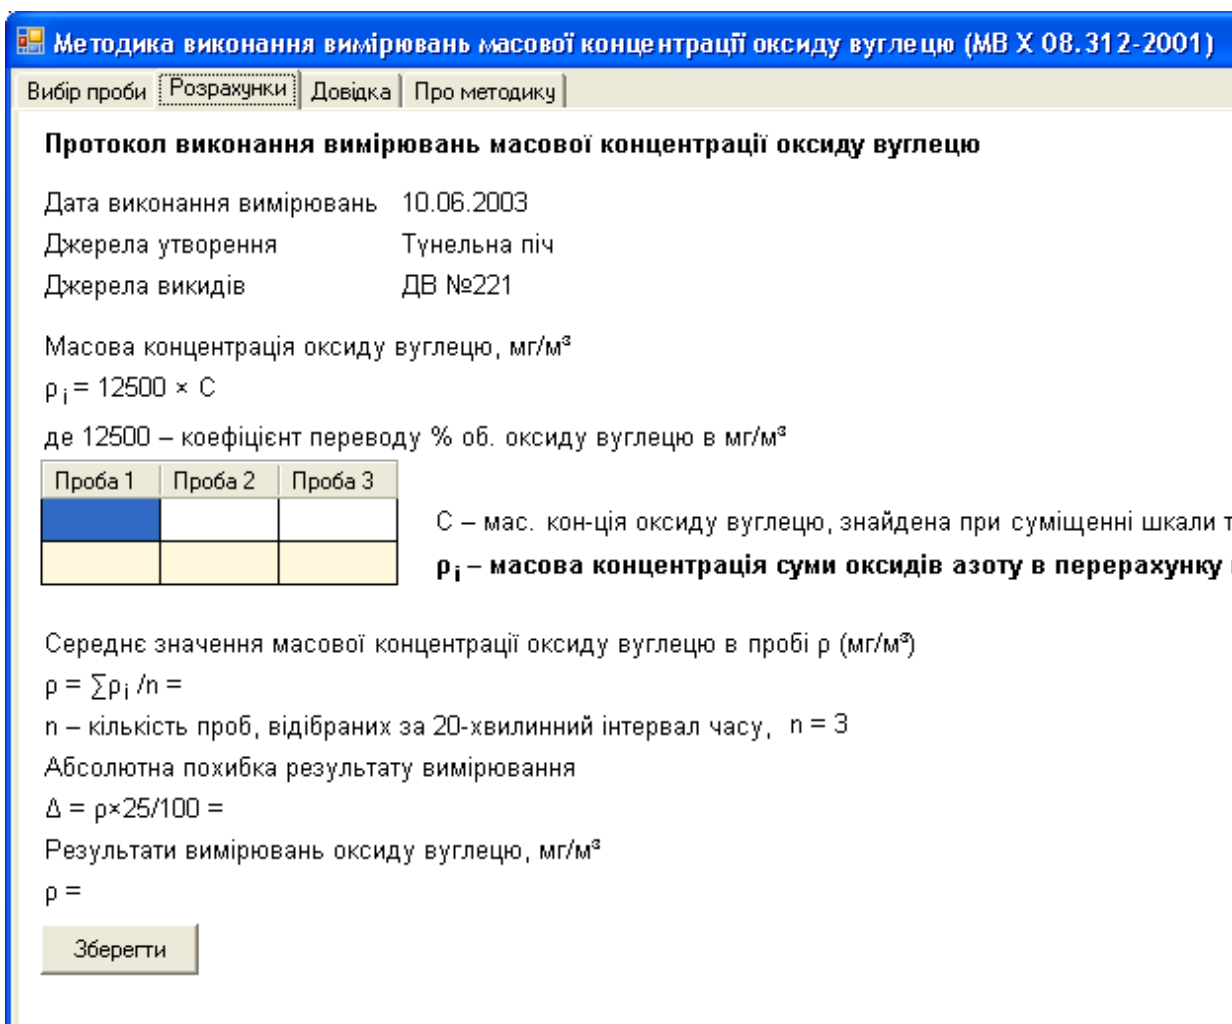 Методика виконання вимірювань масової концентрації оксиду вуглецю (МВ Х 08.312-2001)
Вибір проби Розрахунки Довідка Про методику
Протокол виконання вимірювань масової концентрації оксиду вуглецю
Дата виконання вимірювань 10.06.2003
Джерела утворення Тунельна піч
Джерела викидів ДВ №221
Масова концентрація оксиду вуглецю, мг/м³
ρ i = 12500 × C
де 12500 – коефіцієнт переводу % об. оксиду вуглецю в мг/м³
Проба 1 Проба 2 Проба 3
С – мас. кон-ція оксиду вуглецю, знайдена при суміщенні шкали
ρ i – масова концентрація суми оксидів азоту в перерахунку
Середнє значення масової концентрації оксиду вуглецю в пробі ρ (мг/м³)
ρ = ∑ρ i /n =
n – кількість проб, відібраних за 20-хвилинний інтервал часу, n = 3
Абсолютна похибка результату вимірювання
Δ = ρ×25/100 =
Результати вимірювань оксиду вуглецю, мг/м³
ρ =
Зберегти